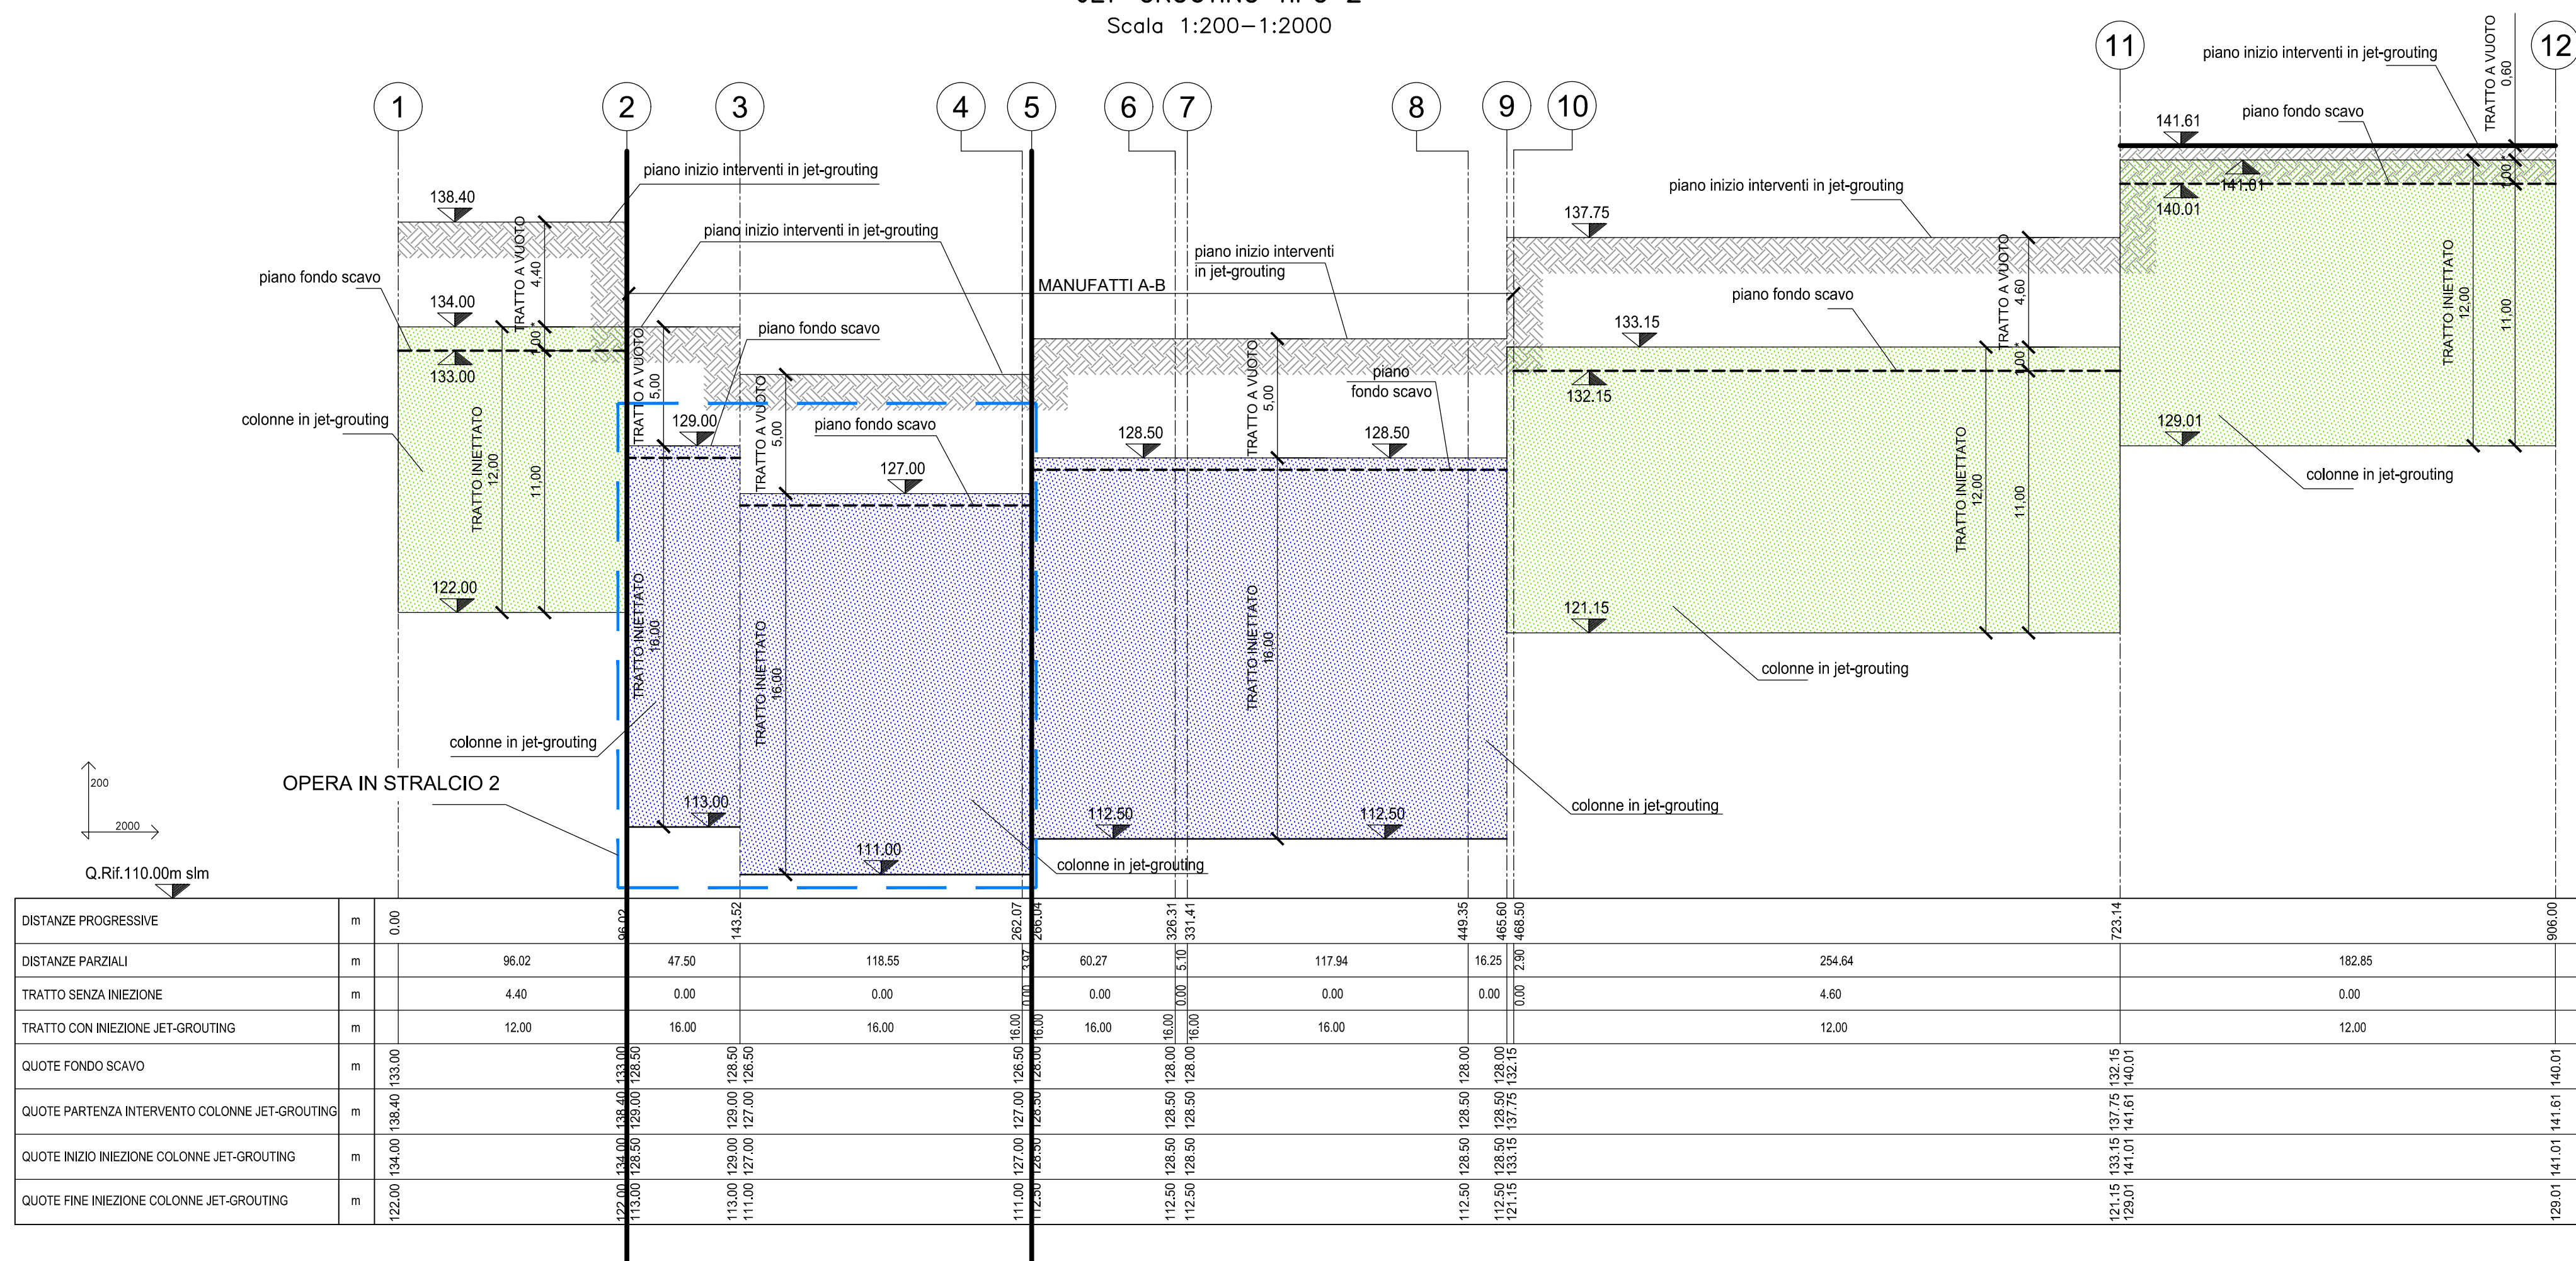 Scala 1:200-1:2000
1
2
3
4
5
6
7
8
9
10
11
12
piano inizio interventi in jet-grouting
TRATTO A VUOTO
0,60
piano fondo scavo
141.61
1,00 *
141.01
140.01
piano inizio interventi in jet-grouting
138.40
piano inizio interventi in jet-grouting
piano inizio interventi in jet-grouting
137.75
TRATTO A VUOTO
4,40
piano inizio interventi
in jet-grouting
MANUFATTI A-B
TRATTO A VUOTO
4,60
piano fondo scavo
piano fondo scavo
134.00
133.00
1,00 *
piano fondo scavo
133.15
132.15
1,00 *
TRATTO A VUOTO
5,00
TRATTO A VUOTO
5,00
TRATTO A VUOTO
5,00
piano
fondo scavo
TRATTO INIETTATO
12,00
11,00
129.01
colonne in jet-grouting
colonne in jet-grouting
129.00
piano fondo scavo
127.00
128.50
128.50
TRATTO INIETTATO
12,00
11,00
TRATTO INIETTATO
12,00
11,00
122.00
121.15
TRATTO INIETTATO
16,00
TRATTO INIETTATO
16.00
TRATTO INIETTATO
16.00
colonne in jet-grouting
colonne in jet-grouting
OPERA IN STRALCIO 2
200
2000
113.00
111.00
112.50
112.50
colonne in jet-grouting
colonne in jet-grouting
Q.Rif.110.00m slm
DISTANZE PROGRESSIVE m 0.00 96.02 143.52 262.07 266.04 326.31 331.41 449.35 465.60 468.50 723.14 906.00
DISTANZE PARZIALI m 96.02 47.50 118.55 3.97 60.27 5.10 117.94 16.25 2.90 254.64 182.85
TRATTO SENZA INIEZIONE m 4.40 0.00 0.00 0.00 0.00 0.00 0.00 0.00 0.00 4.60 0.00
TRATTO CON INIEZIONE JET-GROUTING m 12.00 16.00 16.00 16.00 16.00 16.00 16.00 16.00 16.00 12.00 12.00
QUOTE FONDO SCAVO m 133.00 133.00 128.50 128.50 126.50 126.50 128.00 128.00 128.00 128.00 128.00 132.15 132.15 140.01 140.01
QUOTE PARTENZA INTERVENTO COLONNE JET-GROUTING m 138.40 138.40 129.00 129.00 127.00 127.00 128.50 128.50 128.50 128.50 128.50 137.75 137.75 141.61 141.61
QUOTE INIZIO INIEZIONE COLONNE JET-GROUTING m 134.00 134.00 128.50 129.00 127.00 127.00 128.50 128.50 128.50 128.50 128.50 133.15 133.15 141.01 141.01
QUOTE FINE INIEZIONE COLONNE JET-GROUTING m 122.00 122.00 113.00 113.00 111.00 111.00 112.50 112.50 112.50 112.50 112.50 121.15 121.15 129.01 129.01